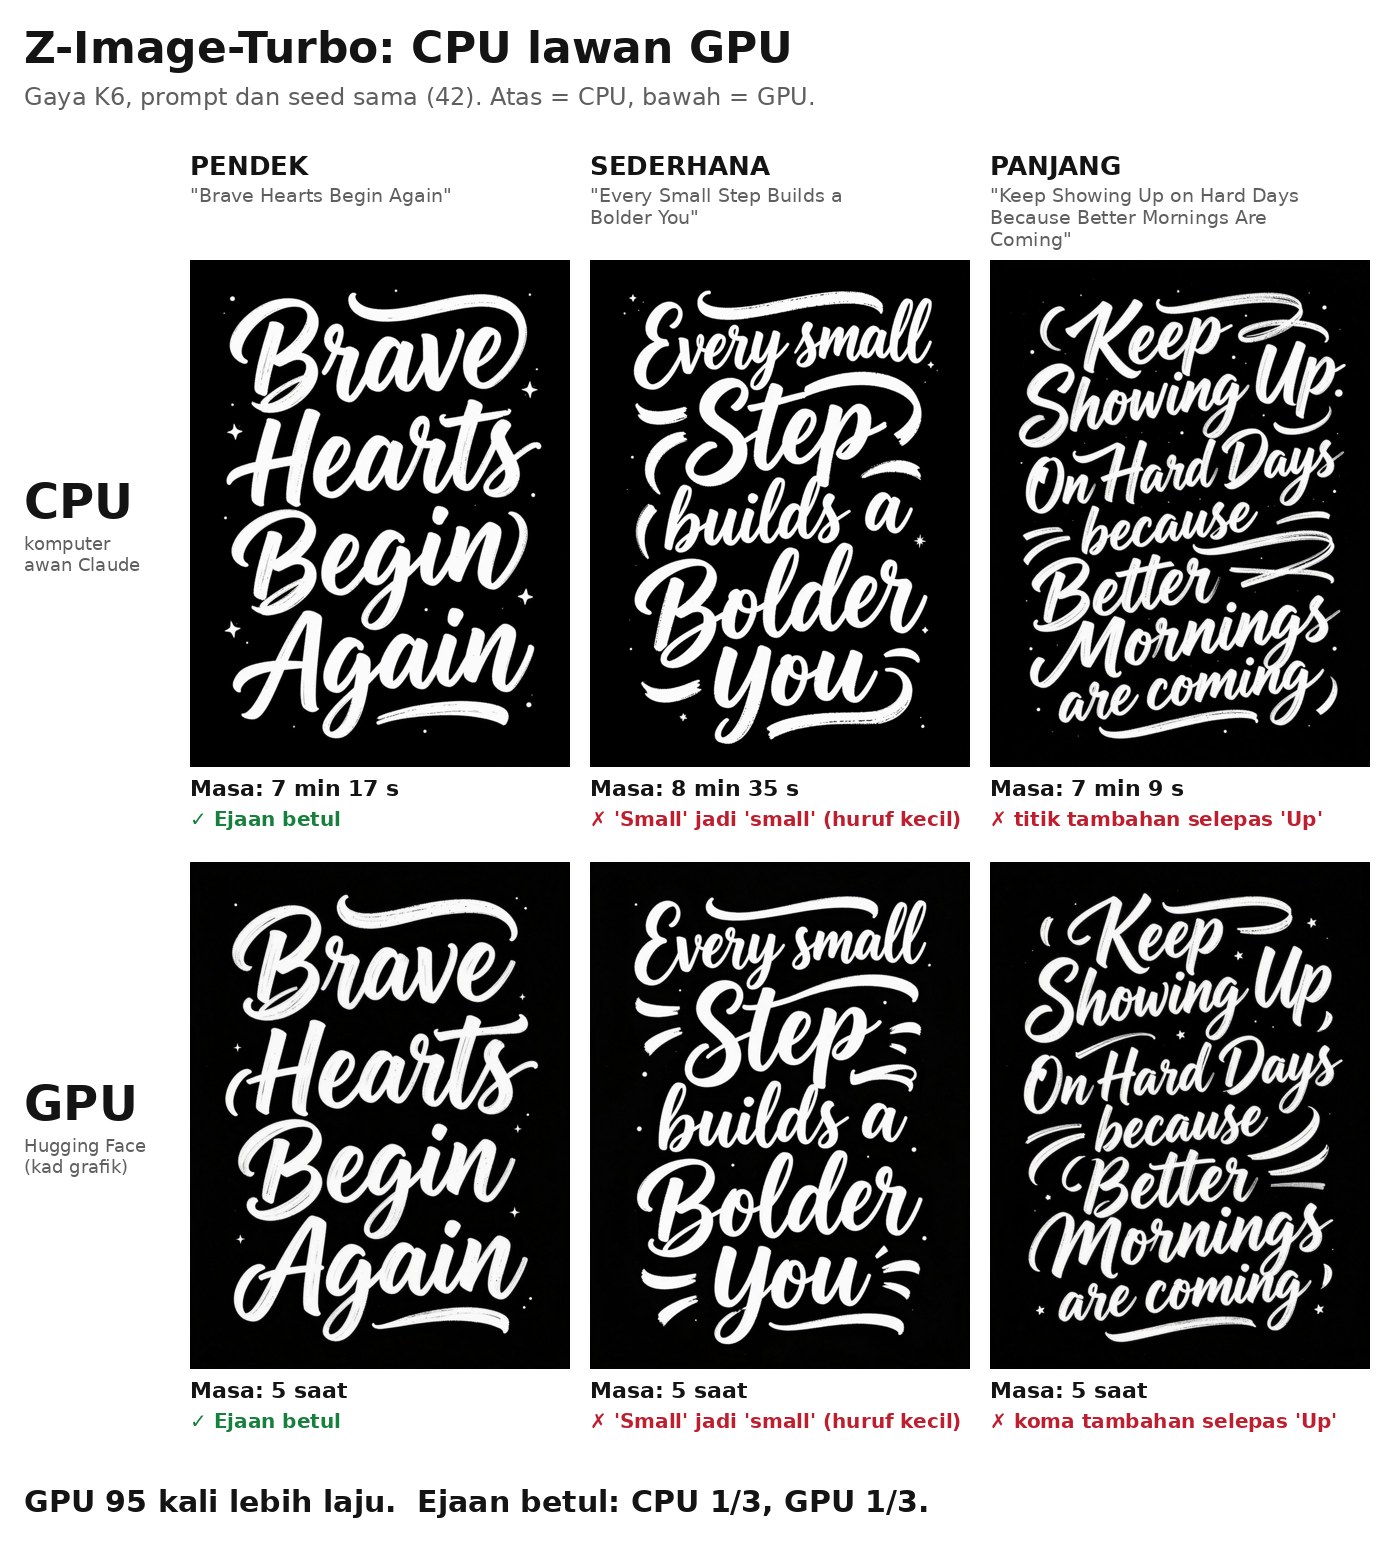 Z-Image-Turbo: CPU lawan GPU
Gaya K6, prompt dan seed sama (42). Atas = CPU, bawah = GPU.
PENDEK
"Brave Hearts Begin Again"
SEDERHANA
"Every Small Step Builds a
Bolder You"
PANJANG
"Keep Showing Up on Hard Days
Because Better Mornings Are
Coming"
CPU
komputer
awan Claude
Brave
Hearts
Begin
Again
Every small
Step
builds a
Bolder
You
Keep
Showing Up.
On Hard Days
because
Better
Mornings
are coming
Masa: 7 min 17 s
✓ Ejaan betul
Masa: 8 min 35 s
✗ 'Small' jadi 'small' (huruf kecil)
Masa: 7 min 9 s
✗ titik tambahan selepas 'Up'
GPU
Hugging Face
(kad grafik)
Brave
Hearts
Begin
Again
Every small
Step
builds a
Bolder
You
Keep
Showing Up,
On Hard Days
because
Better
Mornings
are coming
Masa: 5 saat
✓ Ejaan betul
Masa: 5 saat
✗ 'Small' jadi 'small' (huruf kecil)
Masa: 5 saat
✗ koma tambahan selepas 'Up'
GPU 95 kali lebih laju.  Ejaan betul: CPU 1/3, GPU 1/3.